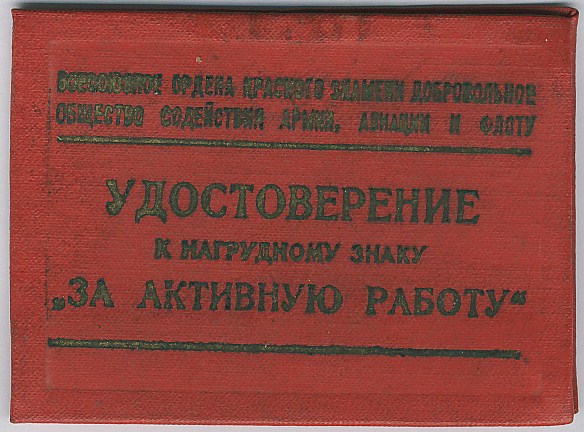 ВСЕСОЮЗНОЕ ОРДЕНА КРАСНОГО ЗНАМЕНИ ДОБРОВОЛЬНОЕ
ОБЩЕСТВО СОДЕЙСТВИЯ АРМИИ, АВИАЦИИ И ФЛОТУ
УДОСТОВЕРЕНИЕ
К НАГРУДНОМУ ЗНАКУ
„ЗА АКТИВНУЮ РАБОТУ“